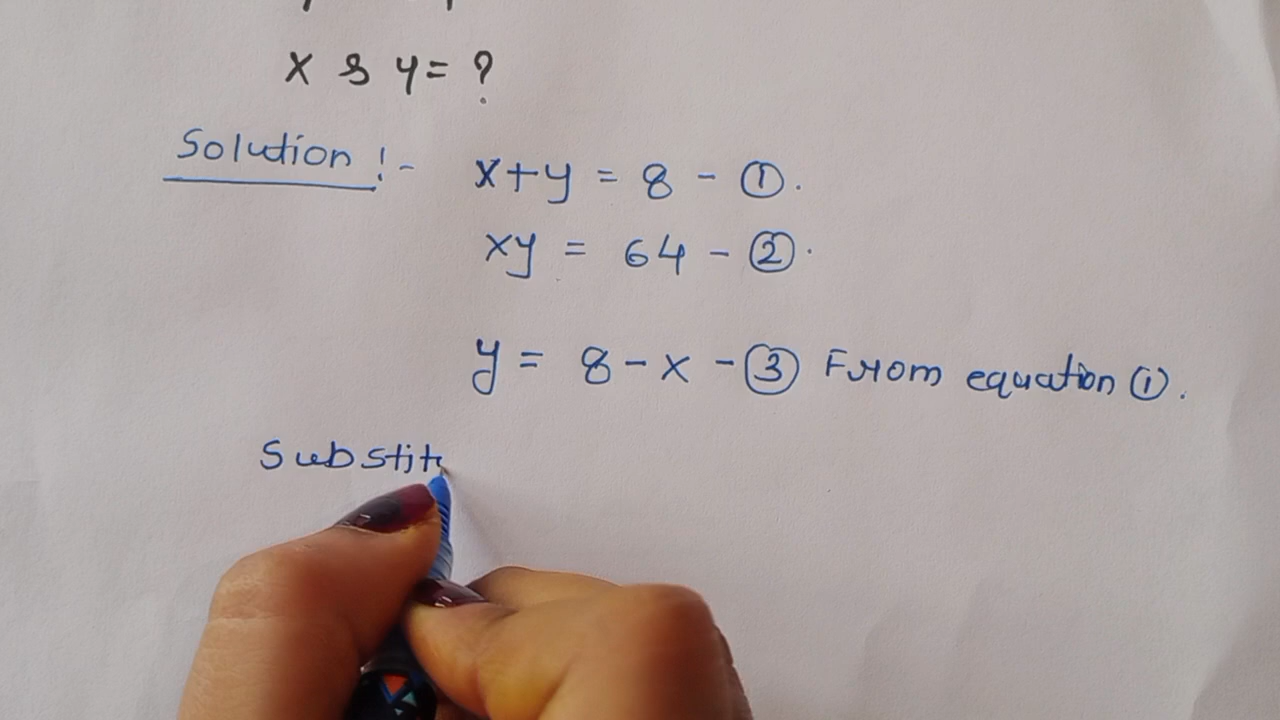 x & y = ?
Solution :-
x+y = 8 - ①.
xy = 64 - ②.
y = 8 - x - ③ From equation ①.
Substit